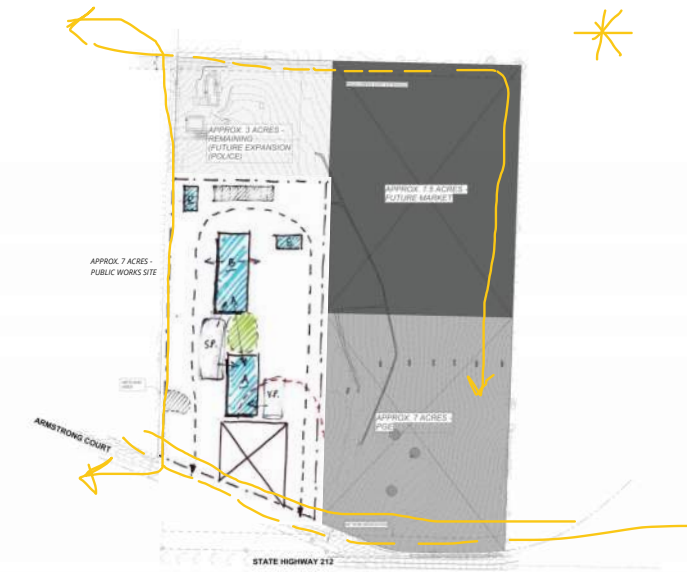 APPROX. 3 ACRES -
REMAINING
(FUTURE EXPANSION
(POLICE)
APPROX. 7.5 ACRES -
FUTURE MARKET
APPROX. 7 ACRES -
PUBLIC WORKS SITE
B
S.P.
A
V.P.
APPROX. 7 ACRES -
PGE
ARMSTRONG COURT
STATE HIGHWAY 212